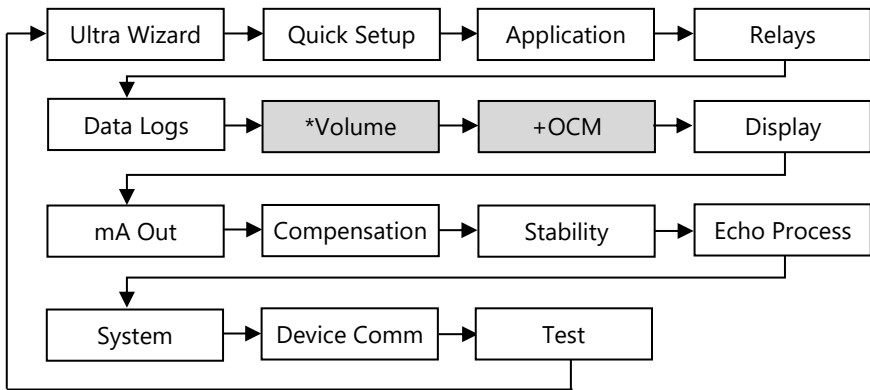 Ultra Wizard
Quick Setup
Application
Relays
Data Logs
*Volume
+OCM
Display
mA Out
Compensation
Stability
Echo Process
System
Device Comm
Test